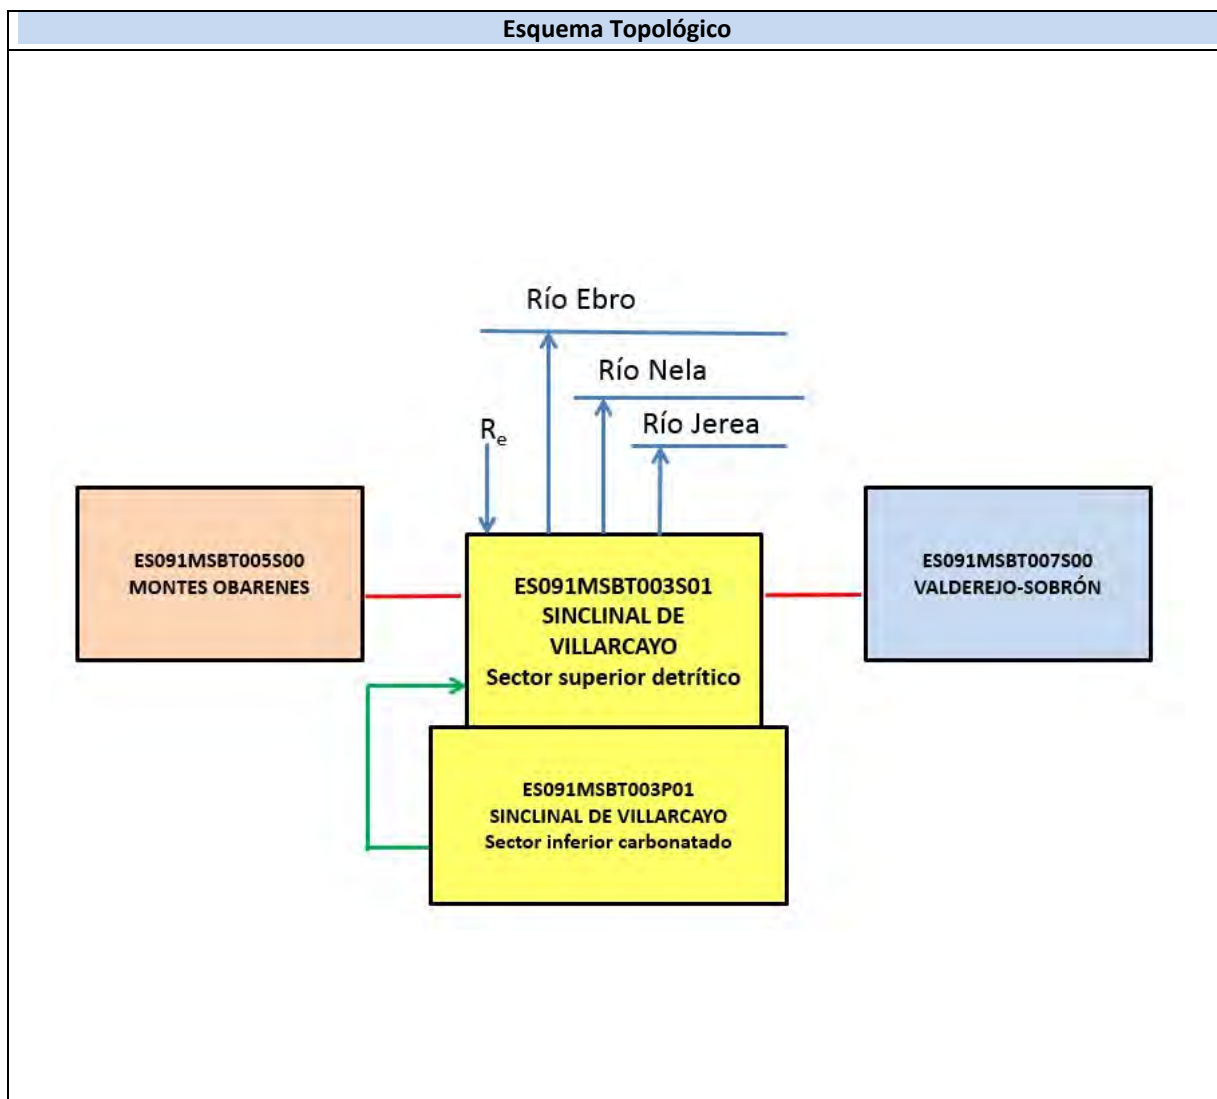 Esquema Topológico
Río Ebro
Río Nela
Río Jerea
Re
ES091MSBT005S00
MONTES OBARENES
ES091MSBT003S01
SINCLINAL DE
VILLARCAYO
Sector superior detrítico
ES091MSBT007S00
VALDEREJO-SOBRÓN
ES091MSBT003P01
SINCLINAL DE VILLARCAYO
Sector inferior carbonatado